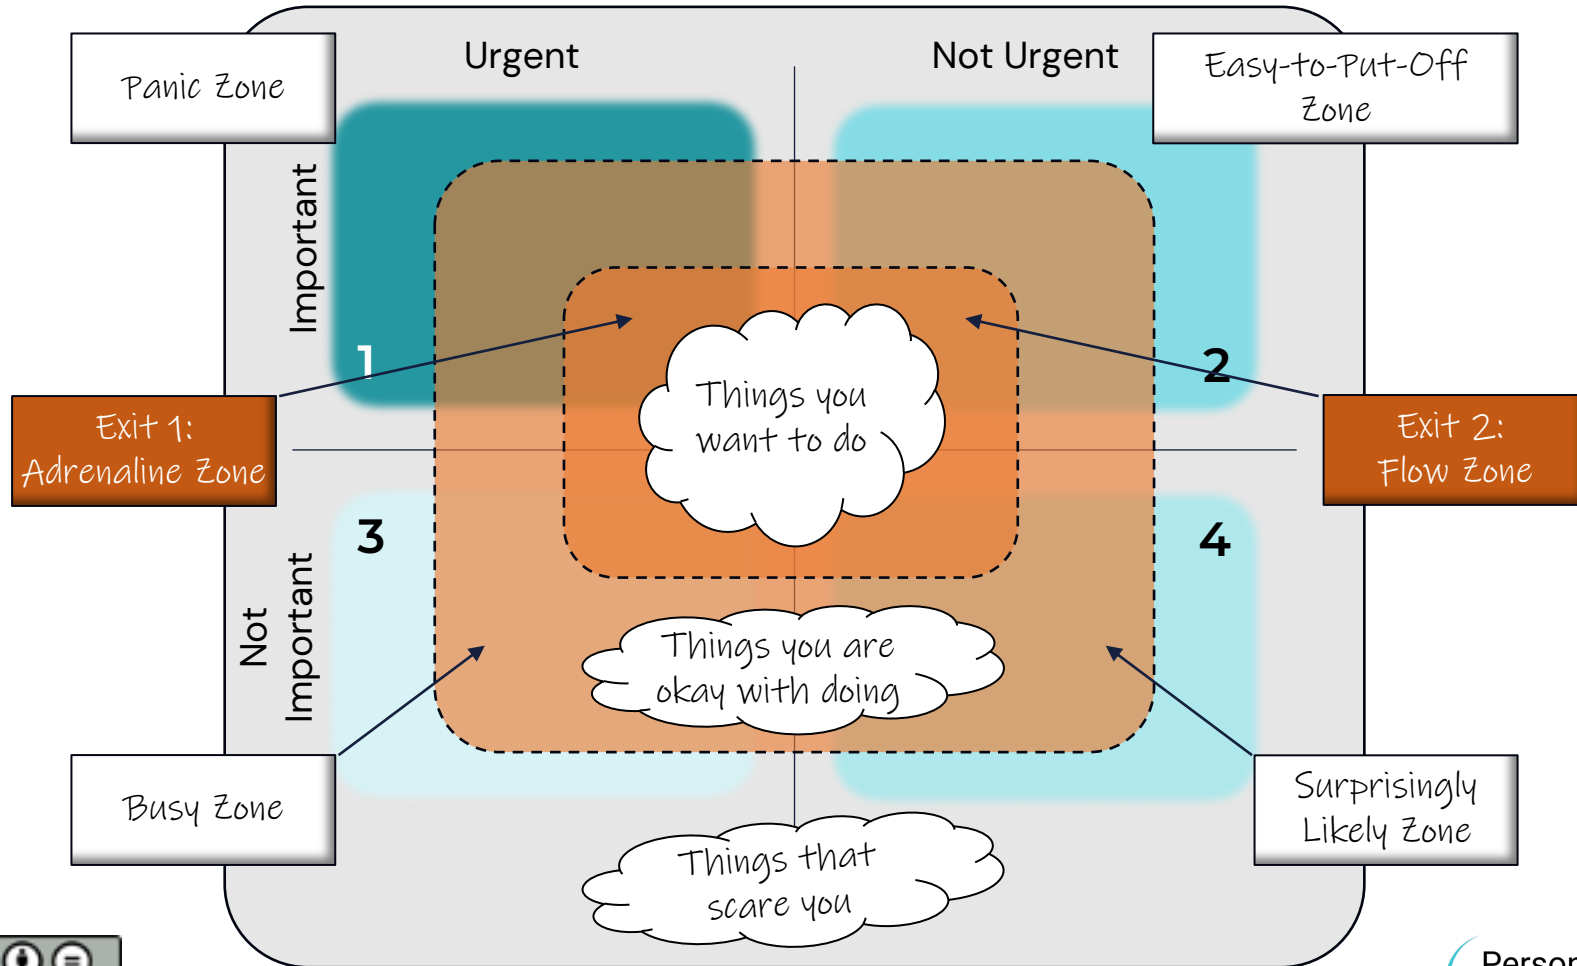 Urgent
Not Urgent
Panic Zone
Easy-to-Put-Off
Zone
Important
1
2
Things you
want to do
Exit 1:
Adrenaline Zone
Exit 2:
Flow Zone
3
4
Not
Important
Things you are
okay with doing
Busy Zone
Surprisingly
Likely Zone
Things that
scare you